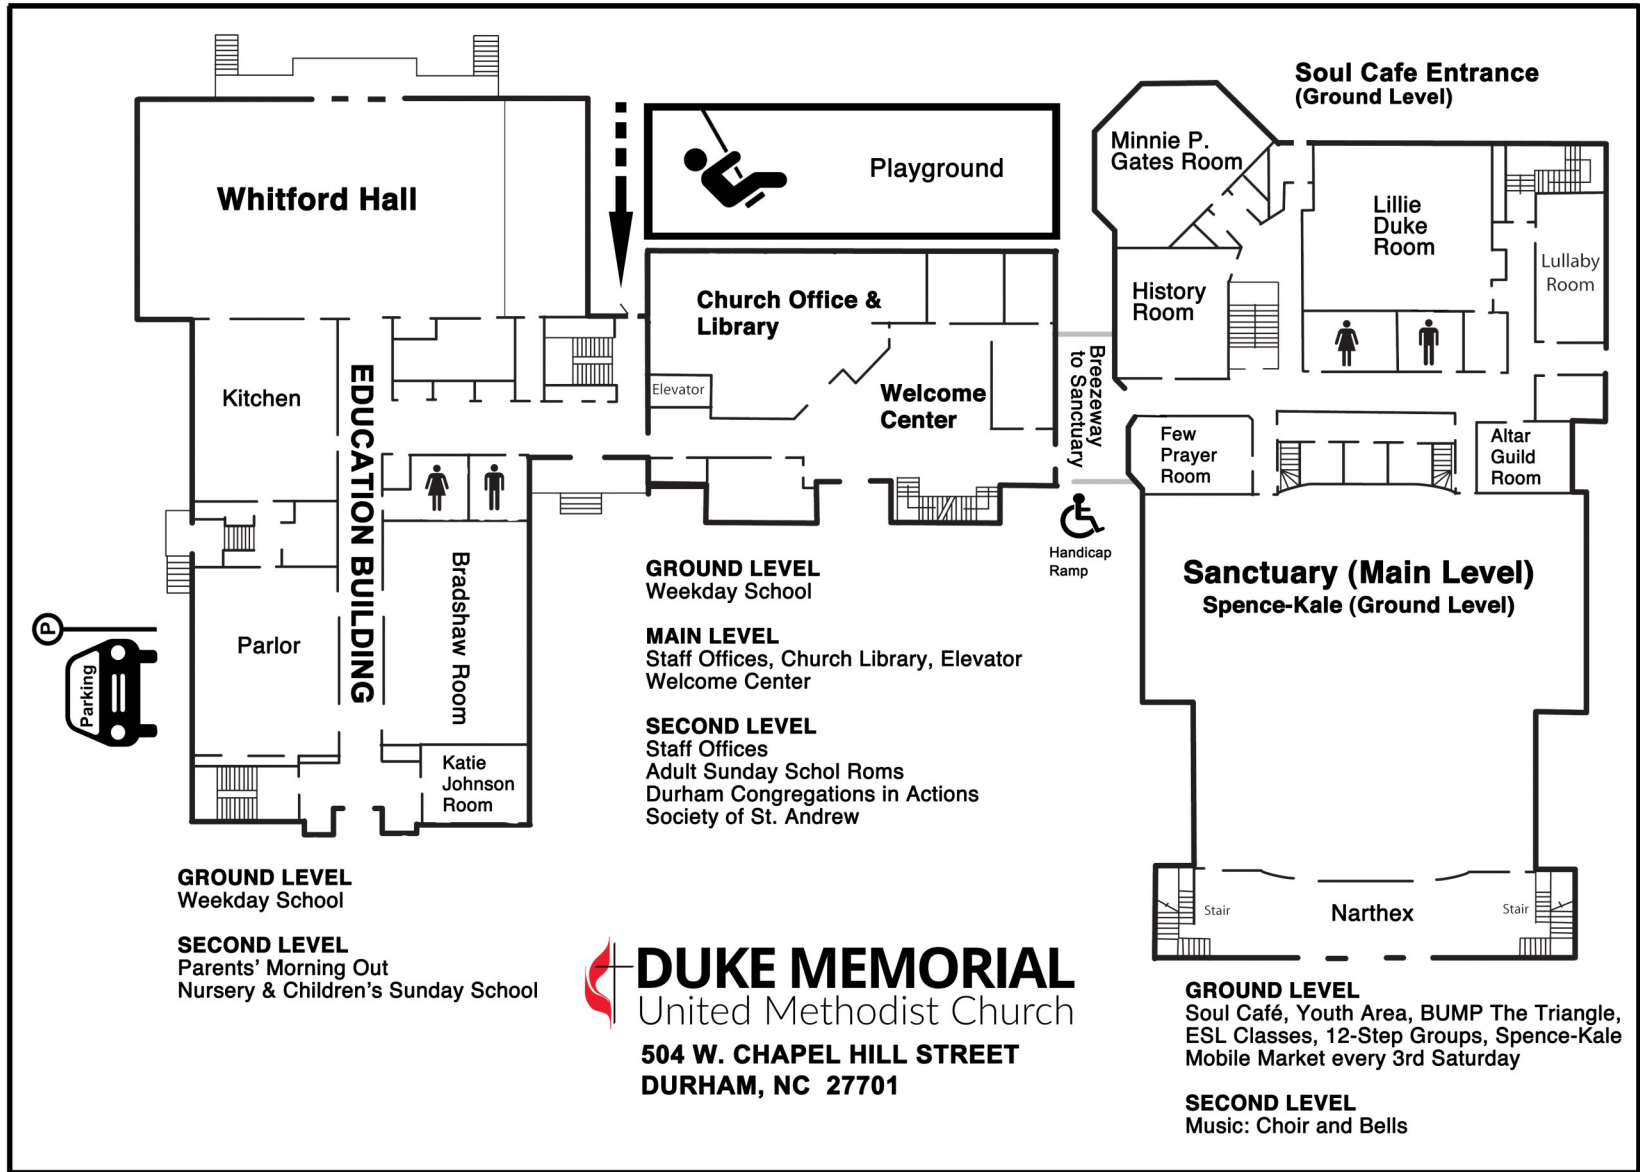 Soul Cafe Entrance
(Ground Level)
Whitford Hall
Playground
Minnie P.
Gates Room
Lillie
Duke
Room
Lullaby
Room
History
Room
Church Office &
Library
Elevator
Welcome
Center
Breezeway
to Sanctuary
Kitchen
EDUCATION BUILDING
Few
Prayer
Room
Altar
Guild
Room
Handicap
Ramp
Sanctuary (Main Level)
Spence-Kale (Ground Level)
P
Parking
Parlor
Bradshaw Room
Katie
Johnson
Room
GROUND LEVEL
Weekday School
MAIN LEVEL
Staff Offices, Church Library, Elevator
Welcome Center
SECOND LEVEL
Staff Offices
Adult Sunday Schol Roms
Durham Congregations in Actions
Society of St. Andrew
Stair
Narthex
Stair
GROUND LEVEL
Weekday School
SECOND LEVEL
Parents' Morning Out
Nursery & Children's Sunday School
DUKE MEMORIAL
United Methodist Church
504 W. CHAPEL HILL STREET
DURHAM, NC 27701
GROUND LEVEL
Soul Café, Youth Area, BUMP The Triangle,
ESL Classes, 12-Step Groups, Spence-Kale
Mobile Market every 3rd Saturday
SECOND LEVEL
Music: Choir and Bells